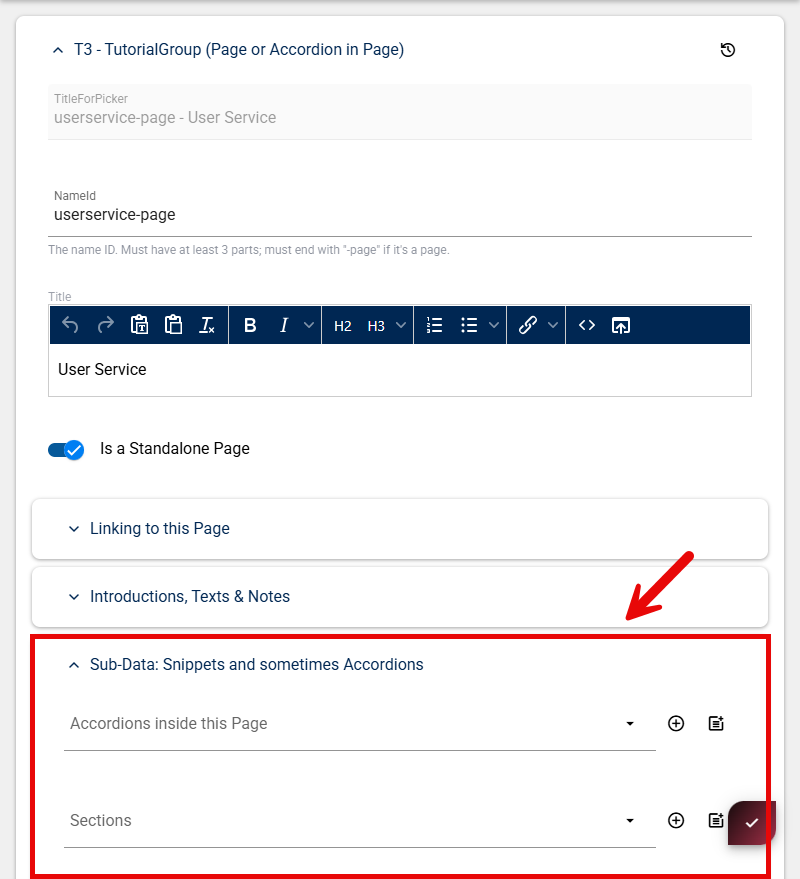 T3 - TutorialGroup (Page or Accordion in Page)
TitleForPicker
userservice-page - User Service
NameId
userservice-page
The name ID. Must have at least 3 parts; must end with "-page" if it's a page.
Title
B I H2 H3
User Service
Is a Standalone Page
Linking to this Page
Introductions, Texts & Notes
Sub-Data: Snippets and sometimes Accordions
Accordions inside this Page
Sections